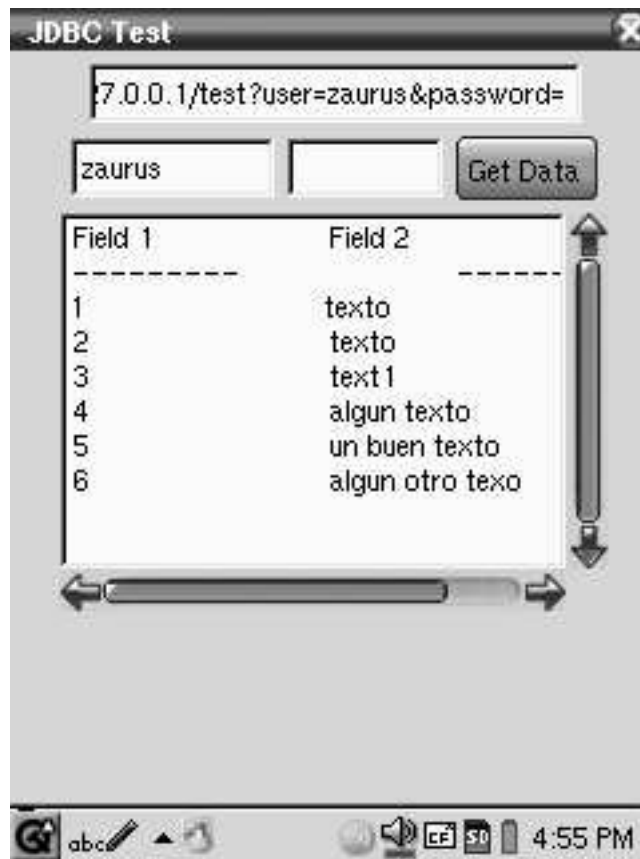 JDBC Test
7.0.0.1/test?user=zaurus&password=
zaurus
Get Data
Field 1 Field 2
--------- ------
1 texto
2 texto
3 text1
4 algun texto
5 un buen texto
6 algun otro texo
abc CF SD 4:55 PM